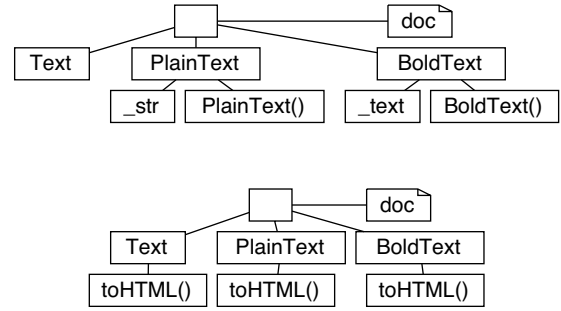 doc
Text PlainText BoldText
_str PlainText() _text BoldText()
doc
Text PlainText BoldText
toHTML() toHTML() toHTML()